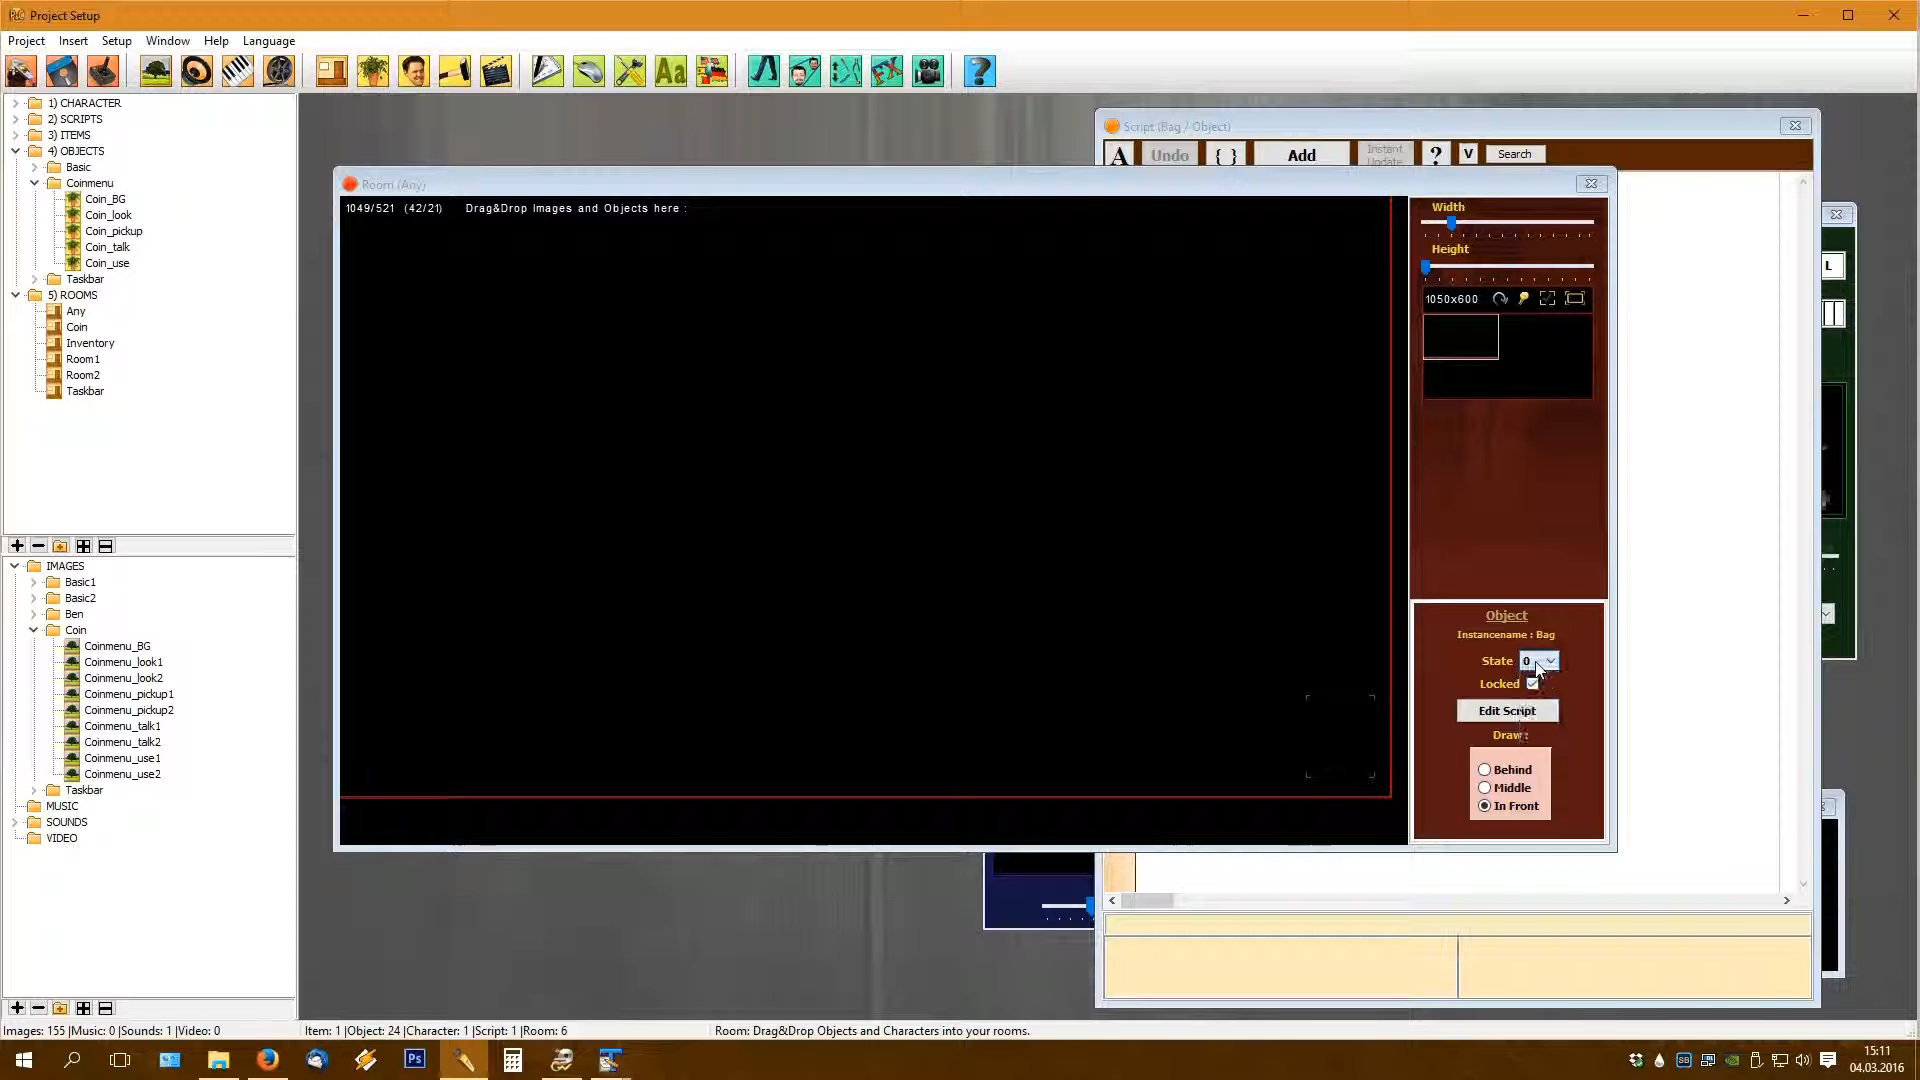 Project Setup
Project Insert Setup Window Help Language
Aa
?
1) CHARACTER
2) SCRIPTS
3) ITEMS
4) OBJECTS
Basic
Coinmenu
Coin_BG
Coin_look
Coin_pickup
Coin_talk
Coin_use
Taskbar
5) ROOMS
Any
Coin
Inventory
Room1
Room2
Taskbar
IMAGES
Basic1
Basic2
Ben
Coin
Coinmenu_BG
Coinmenu_look1
Coinmenu_look2
Coinmenu_pickup1
Coinmenu_pickup2
Coinmenu_talk1
Coinmenu_talk2
Coinmenu_use1
Coinmenu_use2
Taskbar
MUSIC
SOUNDS
VIDEO
Script (Bag / Object)
A Undo { } Add Instant Update ? V Search
L
Room (Any)
1049/521 (42/21) Drag&Drop Images and Objects here :
Width
Height
1050x600
Object
Instancename : Bag
State 0
Locked
Edit Script
Draw :
Behind
Middle
In Front
Images: 155 |Music: 0 |Sounds: 1 |Video: 0
Item: 1 |Object: 24 |Character: 1 |Script: 1 |Room: 6
Room: Drag&Drop Objects and Characters into your rooms.
Ps
SB
15:11
04.03.2016